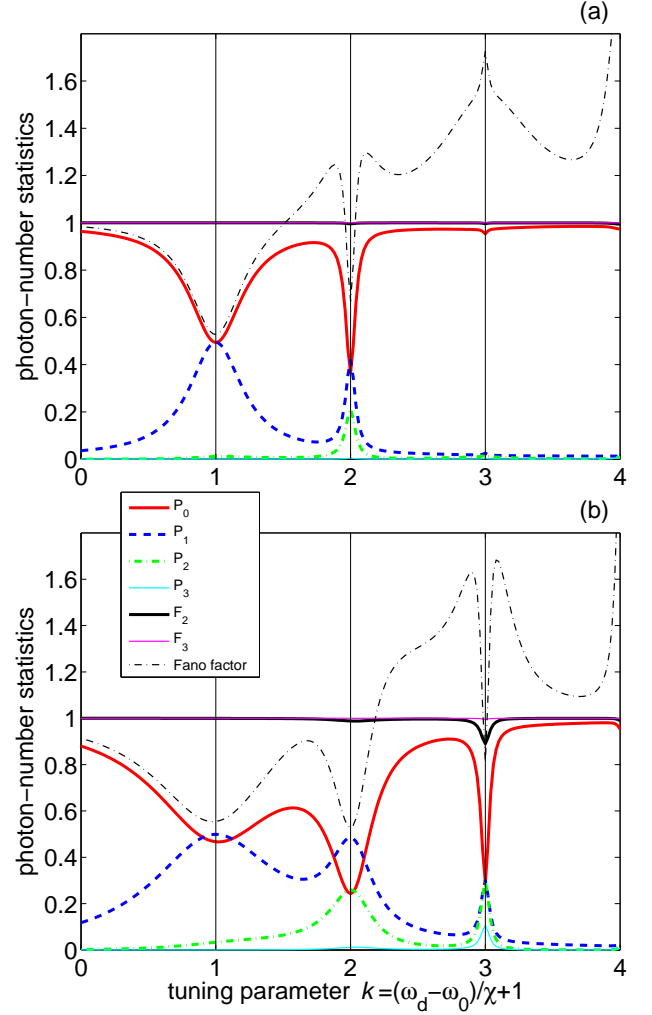 (a)
photon−number statistics
1.6
1.4
1.2
1
0.8
0.6
0.4
0.2
0
0 1 2 3 4
(b)
P0
P1
P2
P3
F2
F3
Fano factor
photon−number statistics
1.6
1.4
1.2
1
0.8
0.6
0.4
0.2
0
0 1 2 3 4
tuning parameter k=(ωd−ω0)/χ+1